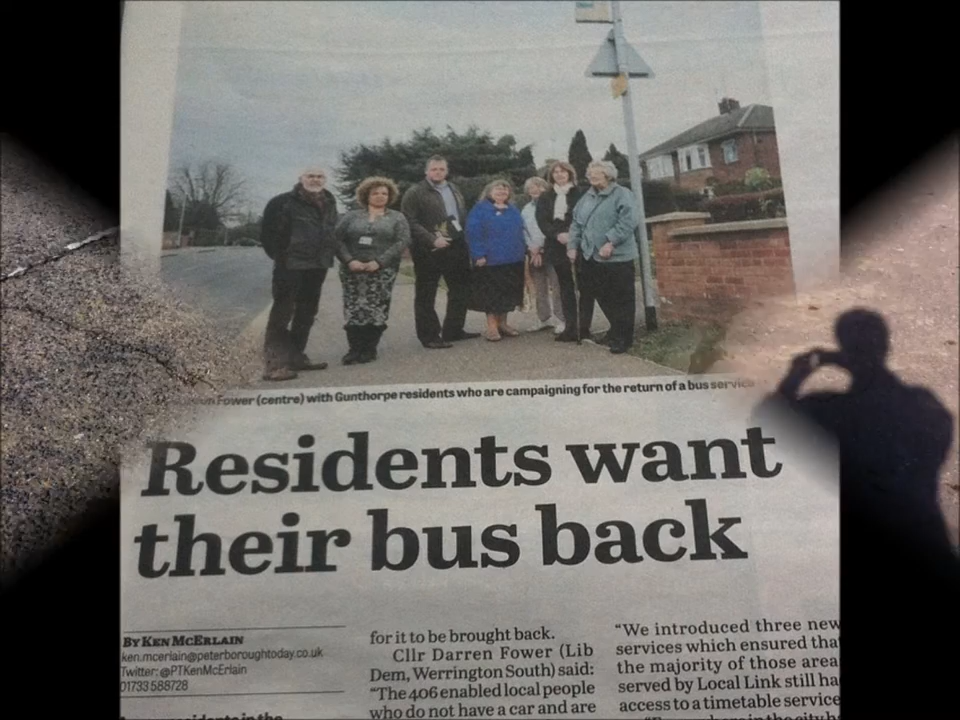 Fower (centre) with Gunthorpe residents who are campaigning for the return of a bus service
Residents want
their bus back
BY KEN MCERLAIN
ken.mcerlain@peterboroughtoday.co.uk
Twitter: @PTKenMcErlain
01733 588728
for it to be brought back.
Cllr Darren Fower (Lib
Dem, Werrington South) said:
"The 406 enabled local people
who do not have a car and are
"We introduced three new
services which ensured that
the majority of those area
served by Local Link still ha
access to a timetable service